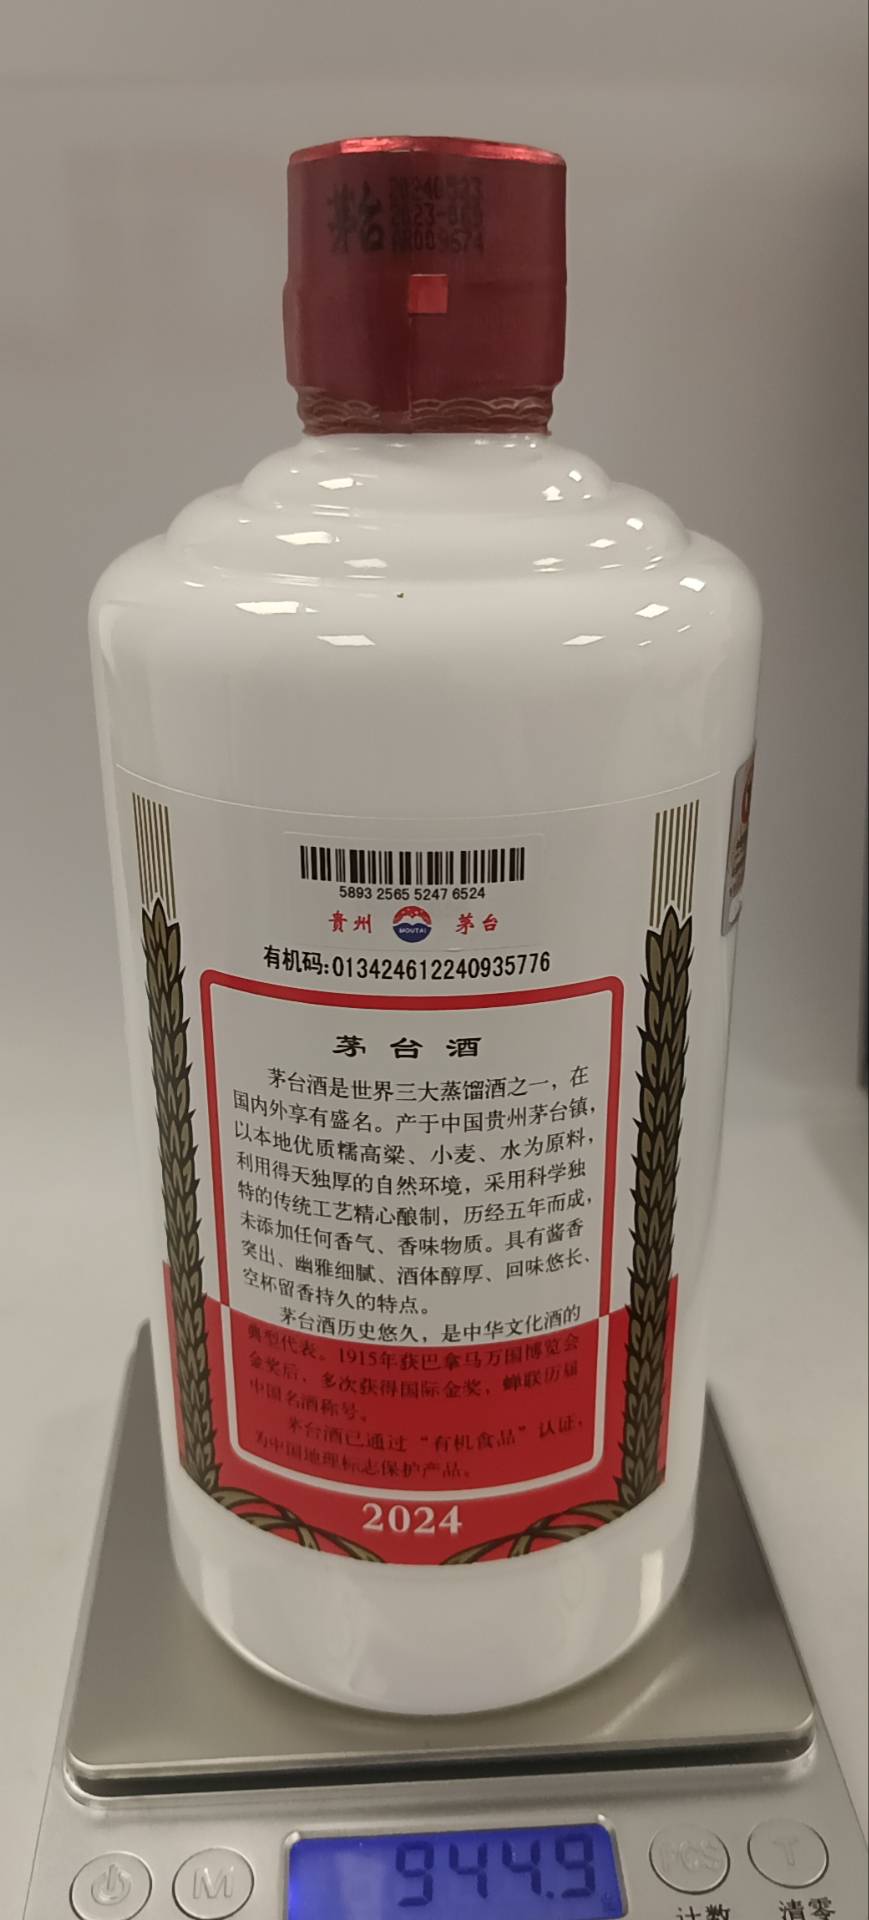 茅台
20240523
2023-065
5893 2565 5247 6524
贵州 MOUTAI 茅台
有机码:013424612240935776
茅台酒
茅台酒是世界三大蒸馏酒之一，在
国内外享有盛名。产于中国贵州茅台镇，
以本地优质糯高粱、小麦、水为原料，
利用得天独厚的自然环境，采用科学独
特的传统工艺精心酿制，历经五年而成，
未添加任何香气、香味物质。具有酱香
突出、幽雅细腻、酒体醇厚、回味悠长、
空杯留香持久的特点。
茅台酒历史悠久，是中华文化酒的
典型代表。1915年获巴拿马万国博览会
金奖后，多次获得国际金奖，蝉联历届
中国名酒称号。
茅台酒已通过“有机食品”认证，
为中国地理标志保护产品。
2024
M
944.9
PCS
T
计数
清零